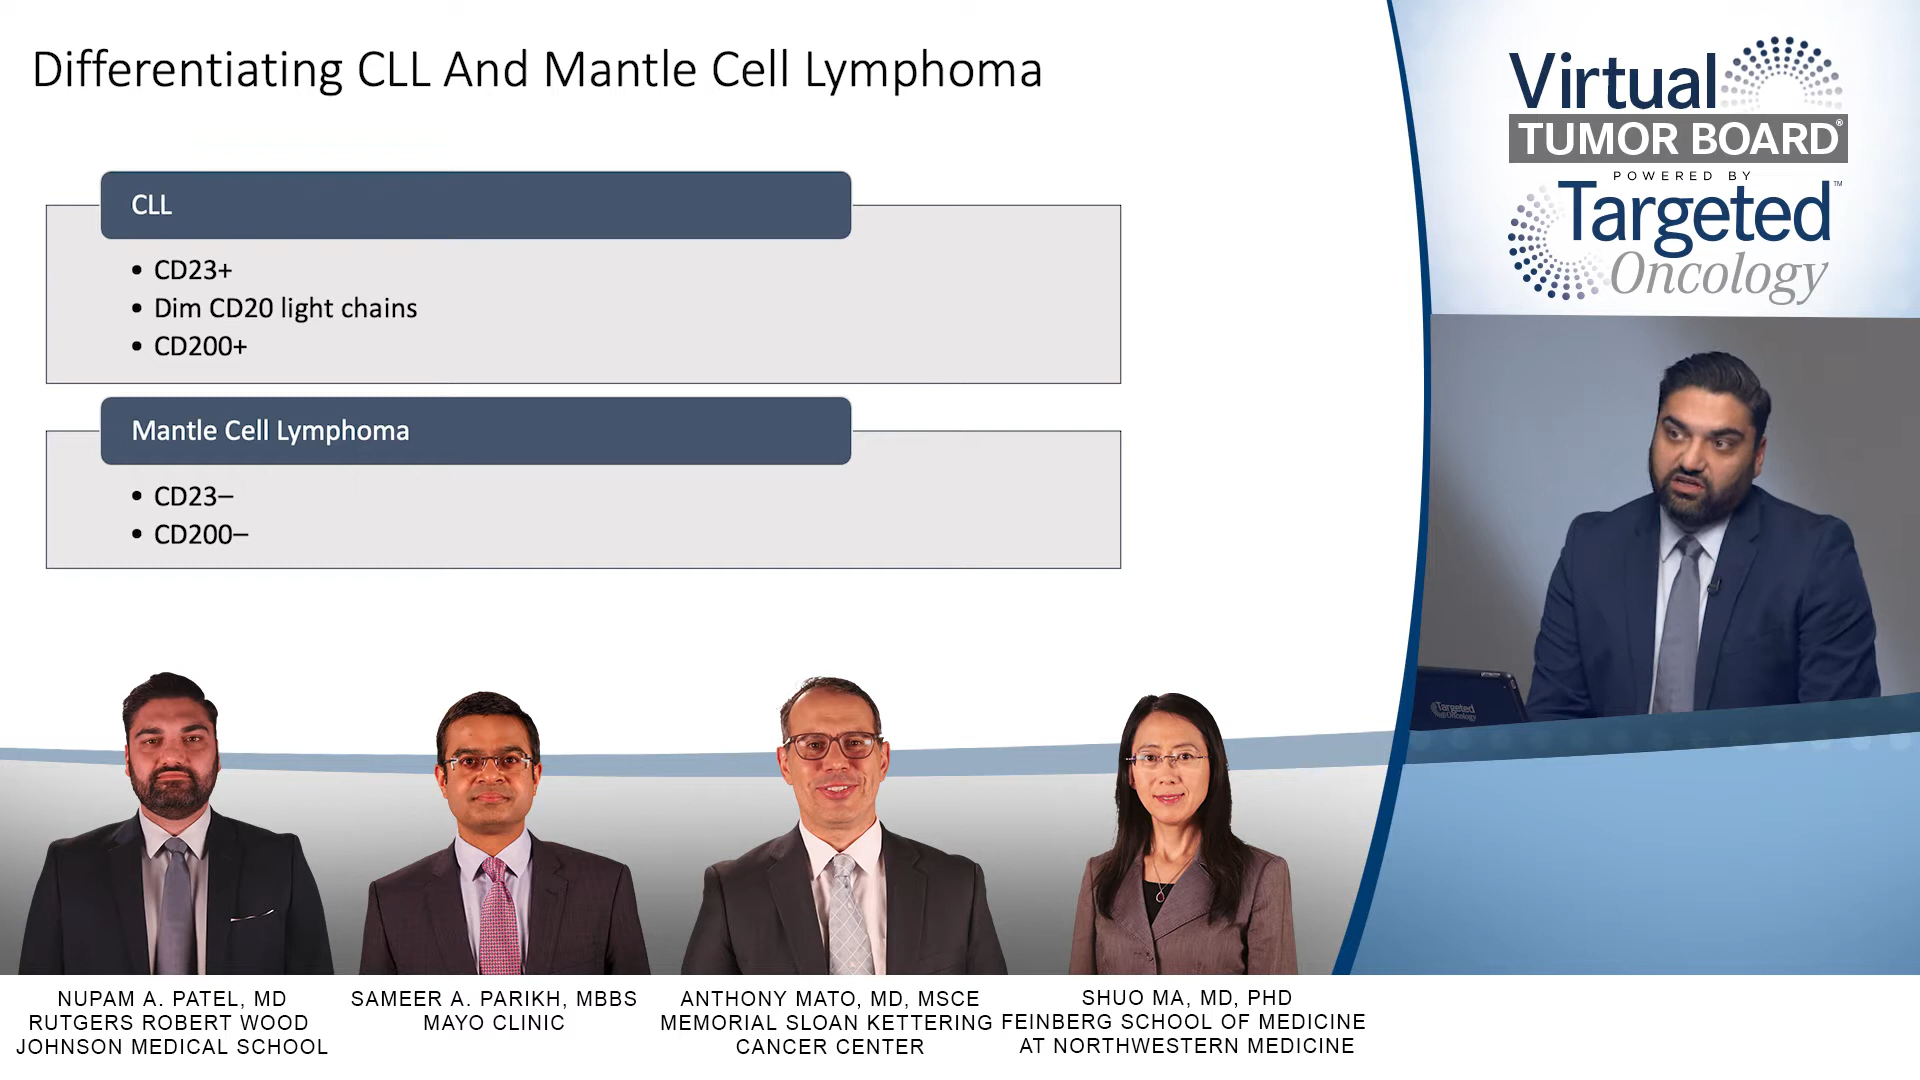 Differentiating CLL And Mantle Cell Lymphoma
CLL
• CD23+
• Dim CD20 light chains
• CD200+
Mantle Cell Lymphoma
• CD23–
• CD200–
Virtual
TUMOR BOARD®
POWERED BY
Targeted™
Oncology
Targeted
Oncology
NUPAM A. PATEL, MD
RUTGERS ROBERT WOOD
JOHNSON MEDICAL SCHOOL
SAMEER A. PARIKH, MBBS
MAYO CLINIC
ANTHONY MATO, MD, MSCE
MEMORIAL SLOAN KETTERING
CANCER CENTER
SHUO MA, MD, PHD
FEINBERG SCHOOL OF MEDICINE
AT NORTHWESTERN MEDICINE